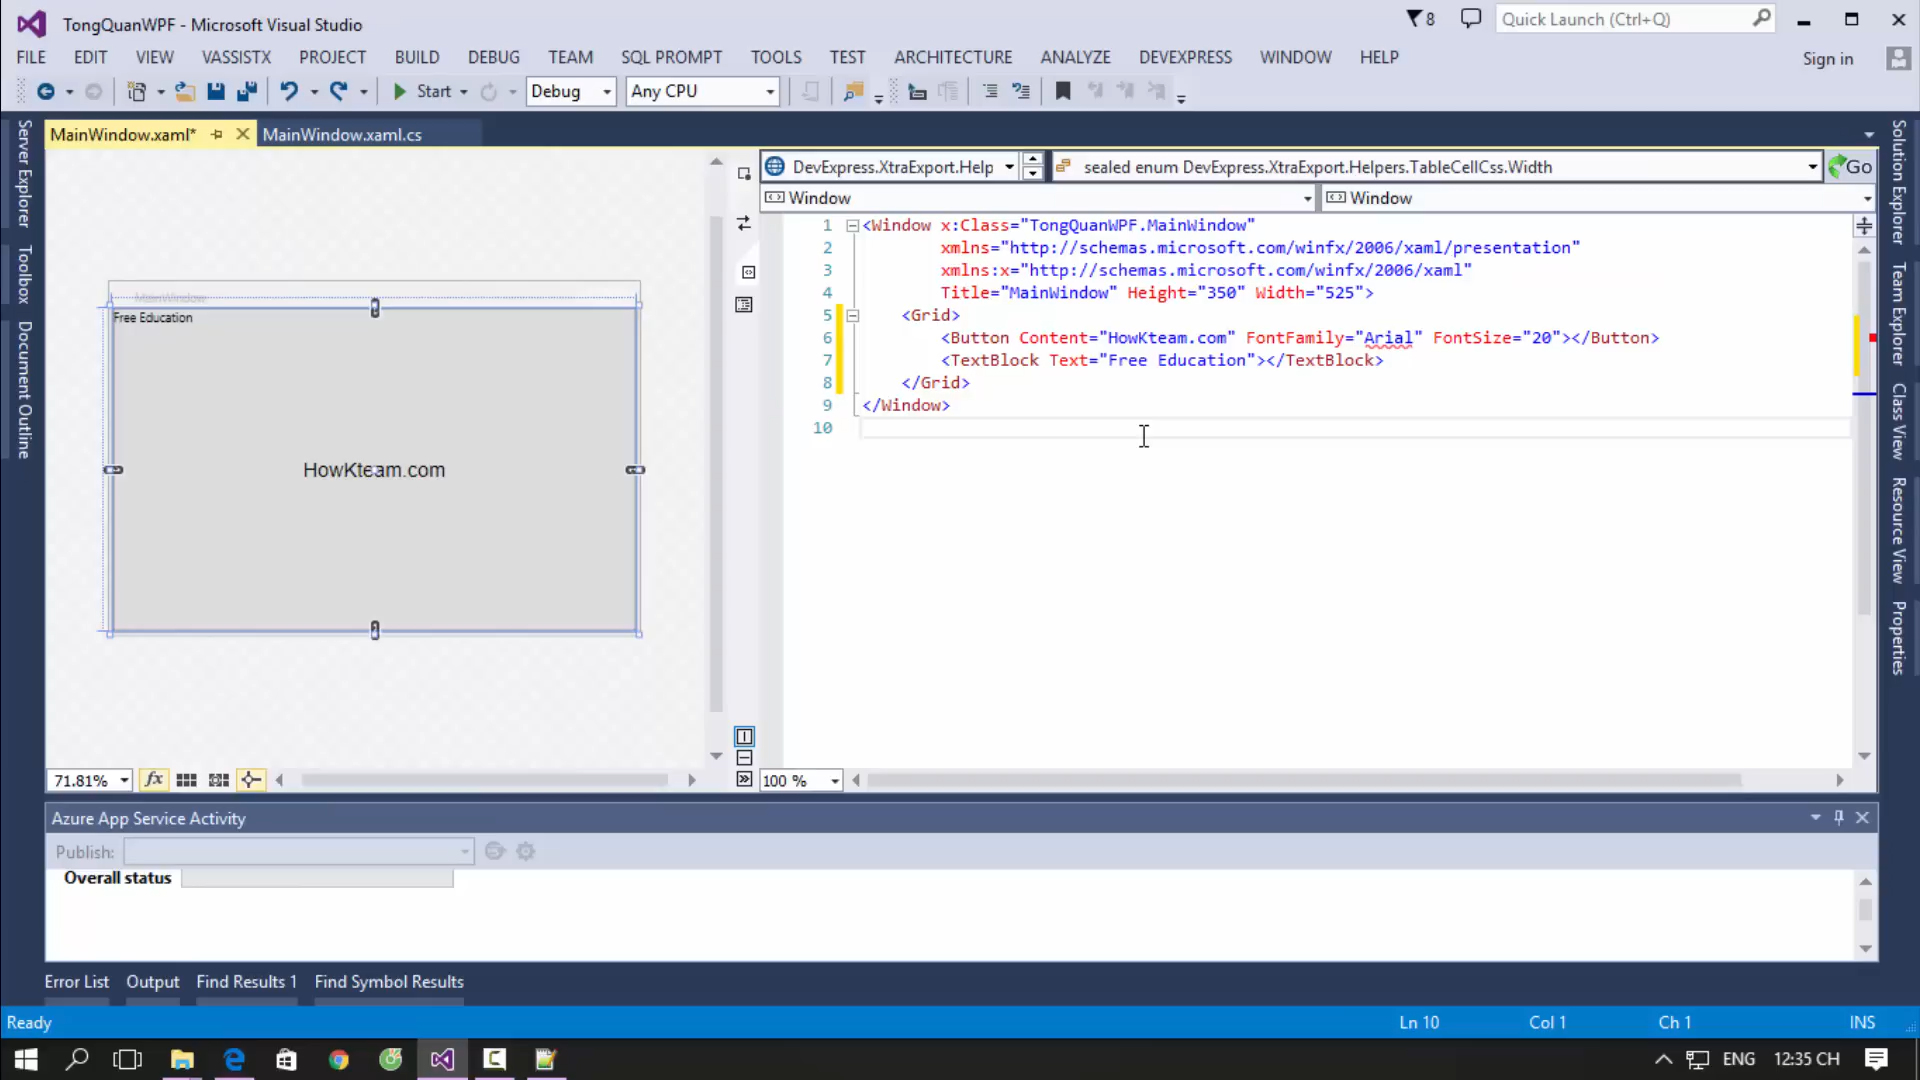 TongQuanWPF - Microsoft Visual Studio
8
Quick Launch (Ctrl+Q)
FILE EDIT VIEW VASSISTX PROJECT BUILD DEBUG TEAM SQL PROMPT TOOLS TEST ARCHITECTURE ANALYZE DEVEXPRESS WINDOW HELP
Sign in
Start
Debug
Any CPU
Server Explorer
Toolbox
Document Outline
MainWindow.xaml*
MainWindow.xaml.cs
DevExpress.XtraExport.Help
sealed enum DevExpress.XtraExport.Helpers.TableCellCss.Width
Go
Window
Window
MainWindow
Free Education
HowKteam.com
1 <Window x:Class="TongQuanWPF.MainWindow"
2 xmlns="http://schemas.microsoft.com/winfx/2006/xaml/presentation"
3 xmlns:x="http://schemas.microsoft.com/winfx/2006/xaml"
4 Title="MainWindow" Height="350" Width="525">
5 <Grid>
6 <Button Content="HowKteam.com" FontFamily="Arial" FontSize="20"></Button>
7 <TextBlock Text="Free Education"></TextBlock>
8 </Grid>
9 </Window>
10
Solution Explorer
Team Explorer
Class View
Resource View
Properties
71.81%
fx
100 %
Azure App Service Activity
Publish:
Overall status
Error List Output Find Results 1 Find Symbol Results
Ready
Ln 10
Col 1
Ch 1
INS
ENG
12:35 CH